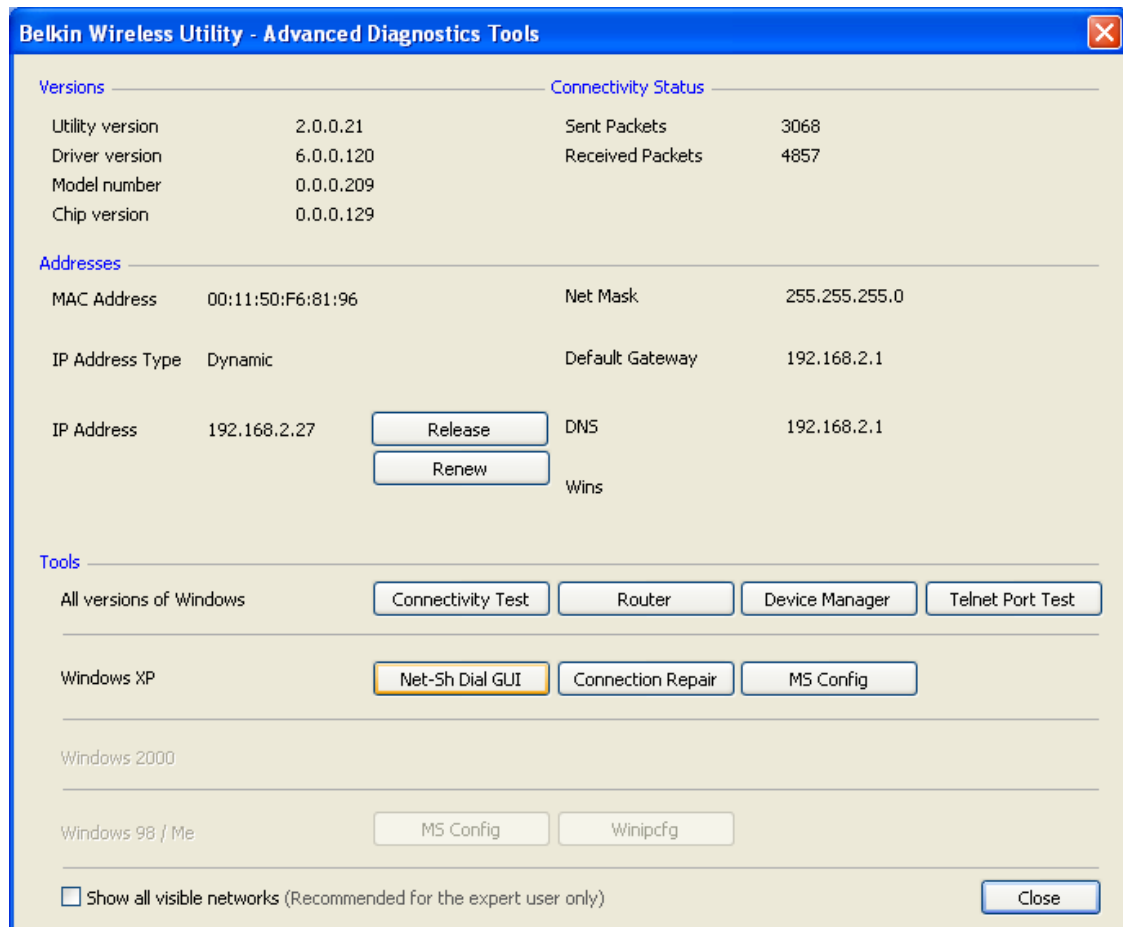 Belkin Wireless Utility - Advanced Diagnostics Tools
Versions
Utility version 2.0.0.21
Driver version 6.0.0.120
Model number 0.0.0.209
Chip version 0.0.0.129
Connectivity Status
Sent Packets 3068
Received Packets 4857
Addresses
MAC Address 00:11:50:F6:81:96
IP Address Type Dynamic
IP Address 192.168.2.27
Release
Renew
Net Mask 255.255.255.0
Default Gateway 192.168.2.1
DNS 192.168.2.1
Wins
Tools
All versions of Windows Connectivity Test Router Device Manager Telnet Port Test
Windows XP Net-Sh Dial GUI Connection Repair MS Config
Windows 2000
Windows 98 / Me MS Config Winipcfg
Show all visible networks (Recommended for the expert user only) Close